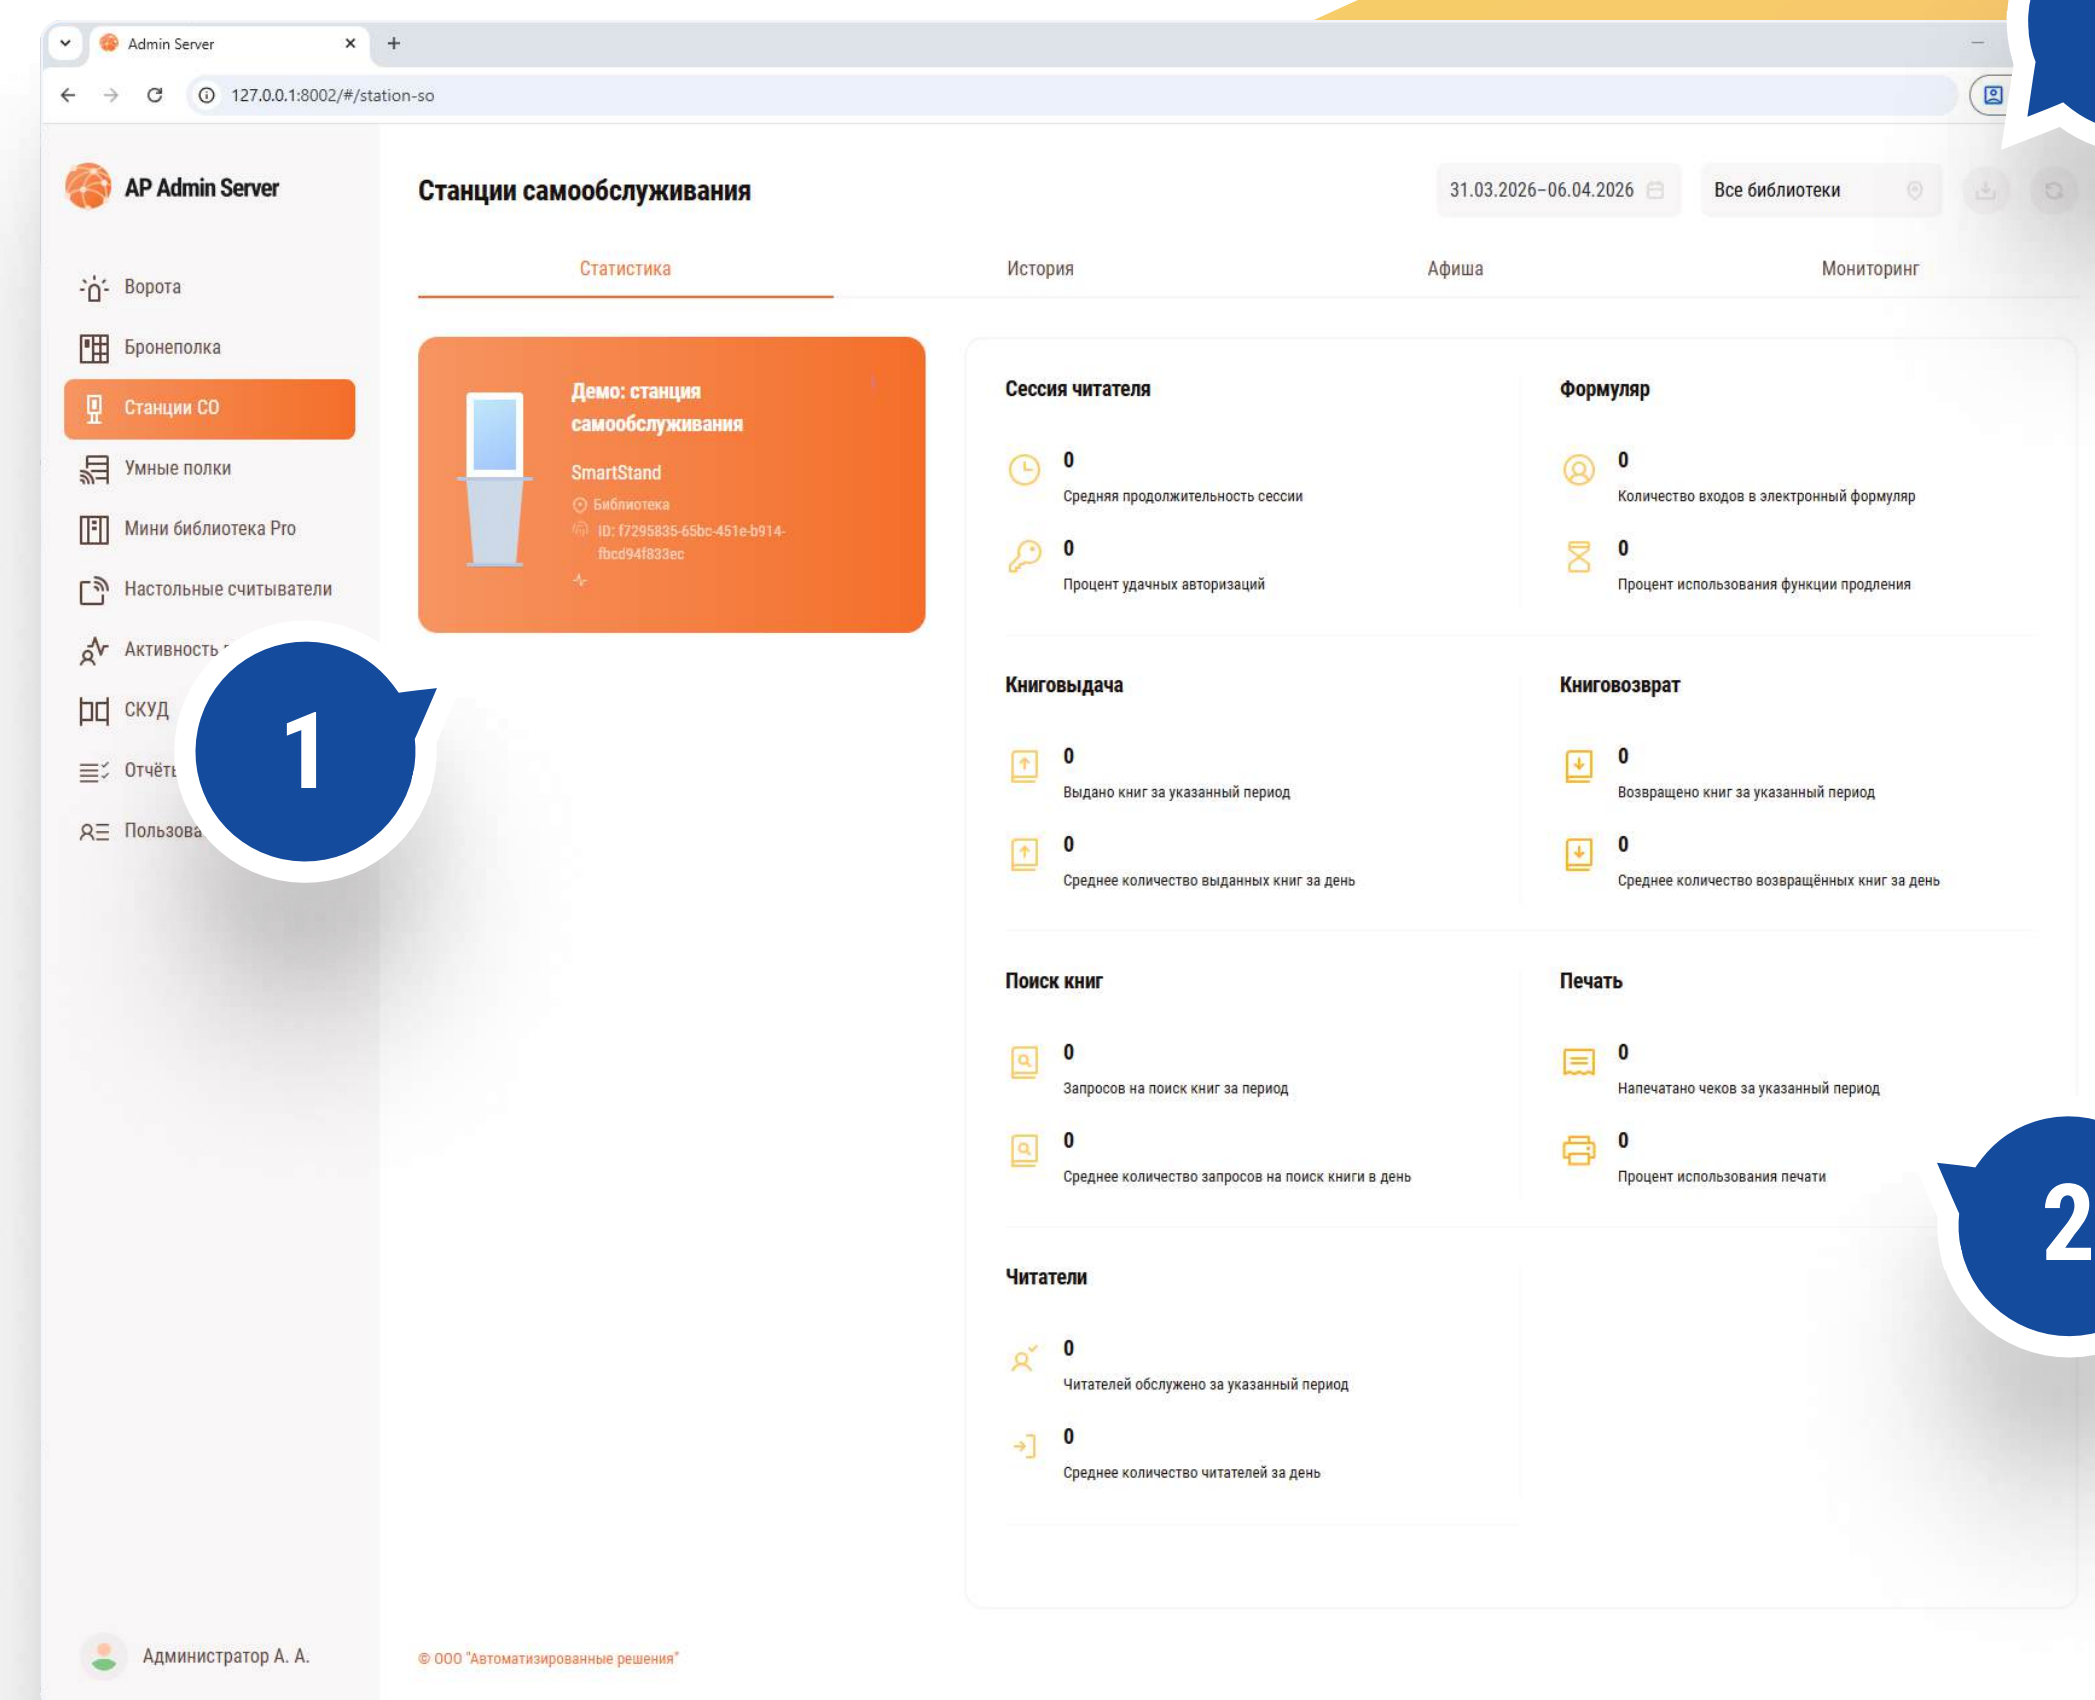 Admin Server
127.0.0.1:8002/#/station-so
AP Admin Server
Станции самообслуживания
31.03.2026–06.04.2026
Все библиотеки
Статистика
История
Афиша
Мониторинг
Ворота
Бронеполка
Станции СО
Умные полки
Мини библиотека Pro
Настольные считыватели
Активность
СКУД
1
Демо: станция
самообслуживания
SmartStand
Библиотека
ID: f7295835-65bc-451e-b914-
fbcd94f833ec
Сессия читателя
0
Средняя продолжительность сессии
0
Процент удачных авторизаций
Формуляр
0
Количество входов в электронный формуляр
0
Процент использования функции продления
Книговыдача
0
Выдано книг за указанный период
0
Среднее количество выданных книг за день
Книговозврат
0
Возвращено книг за указанный период
0
Среднее количество возвращённых книг за день
Поиск книг
0
Запросов на поиск книг за период
0
Среднее количество запросов на поиск книги в день
Печать
0
Напечатано чеков за указанный период
0
Процент использования печати
2
Читатели
0
Читателей обслужено за указанный период
0
Среднее количество читателей за день
Администратор А. А.
© ООО "Автоматизированные решения"